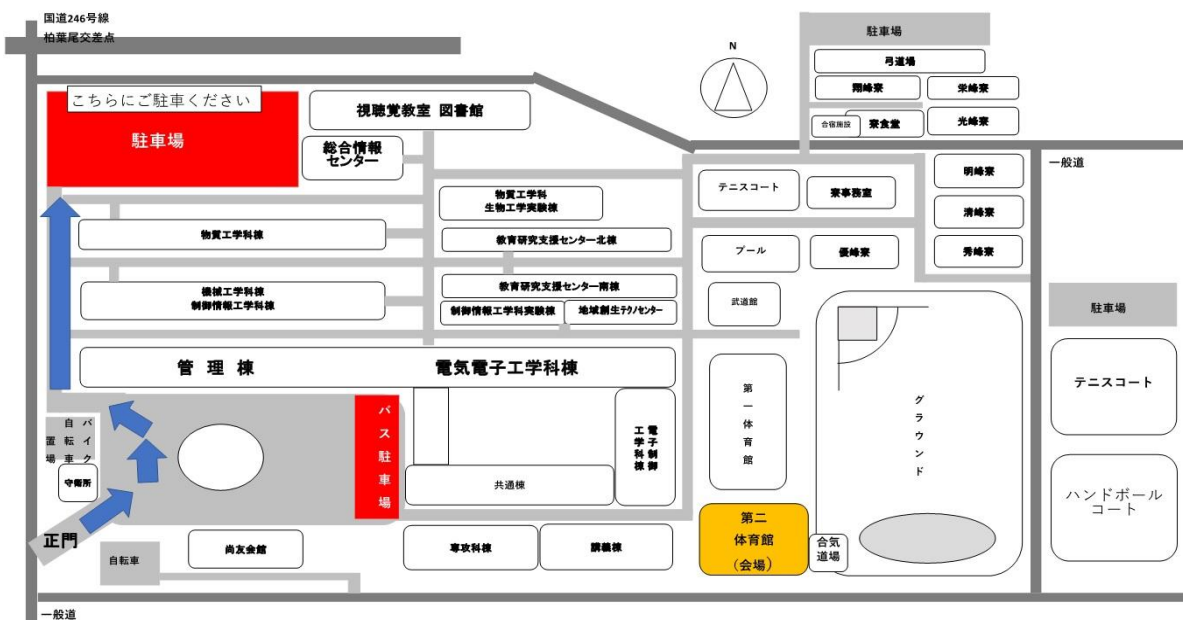 国道246号線
柏葉尾交差点
こちらにご駐車ください
駐車場
視聴覚教室 図書館
総合情報
センター
N
駐車場
弓道場
翔峰寮
栄峰寮
合宿施設
寮食堂
光峰寮
一般道
物質工学科
生物工学実験棟
テニスコート
寮事務室
明峰寮
清峰寮
物質工学科棟
教育研究支援センター北棟
プール
優峰寮
秀峰寮
機械工学科棟
制御情報工学科棟
教育研究支援センター南棟
制御情報工学科実験棟
地域創生テクノセンター
武道館
駐車場
管 理 棟
電気電子工学科棟
第一体育館
グラウンド
テニスコート
バイク
自転車
置場
守衛所
バス駐車場
電子制御
工学科棟
共通棟
ハンドボール
コート
正門
自転車
尚友会館
専攻科棟
講義棟
第二
体育館
(会場)
合気
道場
一般道